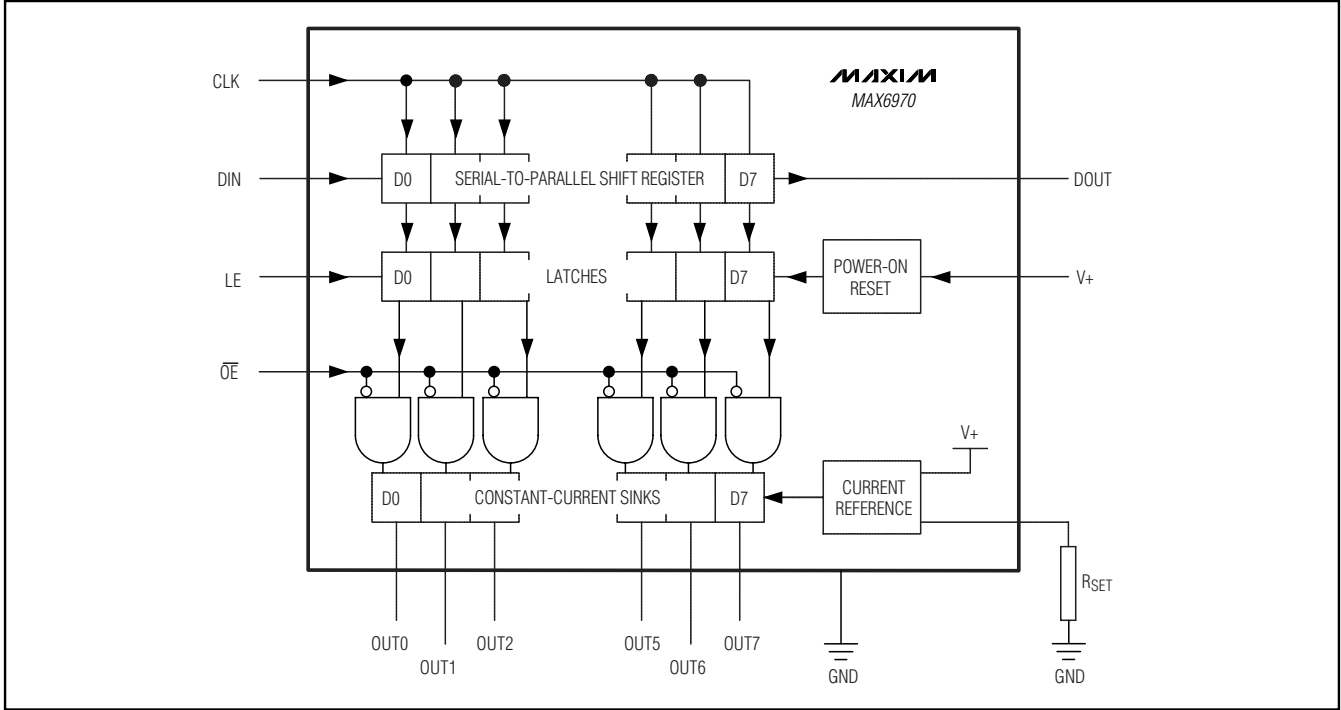 CLK
MAXIM
MAX6970
DIN
D0
SERIAL-TO-PARALLEL SHIFT REGISTER
D7
DOUT
LE
D0
LATCHES
D7
POWER-ON
RESET
V+
OE
V+
D0
CONSTANT-CURRENT SINKS
D7
CURRENT
REFERENCE
RSET
OUT0
OUT1
OUT2
OUT5
OUT6
OUT7
GND
GND